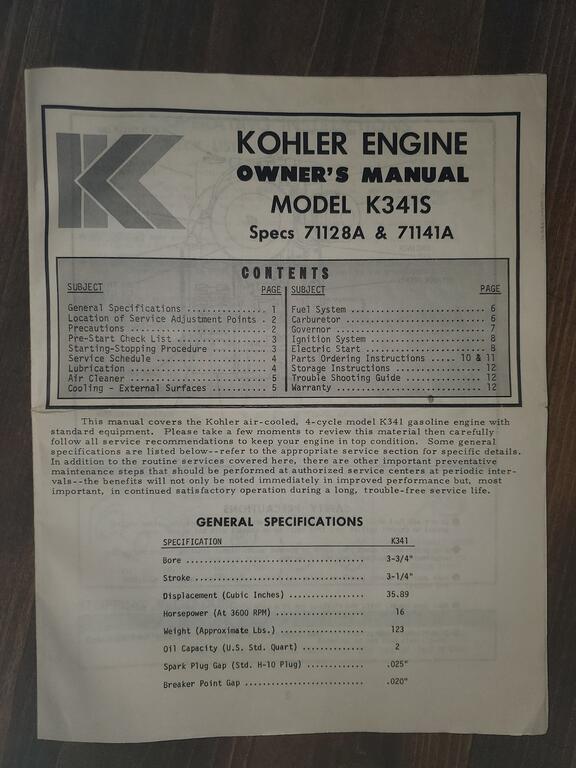 KOHLER ENGINE
OWNER'S MANUAL
MODEL K341S
Specs 71128A & 71141A
CONTENTS
SUBJECT PAGE
General Specifications .............. 1
Location of Service Adjustment Points . 2
Precautions ......................... 2
Pre-Start Check List ................ 3
Starting-Stopping Procedure ......... 3
Service Schedule .................... 4
Lubrication ......................... 4
Air Cleaner ......................... 5
Cooling - External Surfaces ......... 5
SUBJECT PAGE
Fuel System ......................... 6
Carburetor .......................... 6
Governor ............................ 7
Ignition System ..................... 8
Electric Start ...................... 8
Parts Ordering Instructions ..... 10 & 11
Storage Instructions ................ 12
Trouble Shooting Guide .............. 12
Warranty ............................ 12
This manual covers the Kohler air-cooled, 4-cycle model K341 gasoline engine with
standard equipment. Please take a few moments to review this material then carefully
follow all service recommendations to keep your engine in top condition. Some general
specifications are listed below--refer to the appropriate service section for specific details.
In addition to the routine services covered here, there are other important preventative
maintenance steps that should be performed at authorized service centers at periodic inter-
vals--the benefits will not only be noted immediately in improved performance but, most
important, in continued satisfactory operation during a long, trouble-free service life.
GENERAL SPECIFICATIONS
SPECIFICATION K341
Bore ..................................... 3-3/4"
Stroke ................................... 3-1/4"
Displacement (Cubic Inches) .............. 35.89
Horsepower (At 3600 RPM) ................. 16
Weight (Approximate Lbs.) ................ 123
Oil Capacity (U.S. Std. Quart) ........... 2
Spark Plug Gap (Std. H-10 Plug) .......... .025"
Breaker Point Gap ........................ .020"